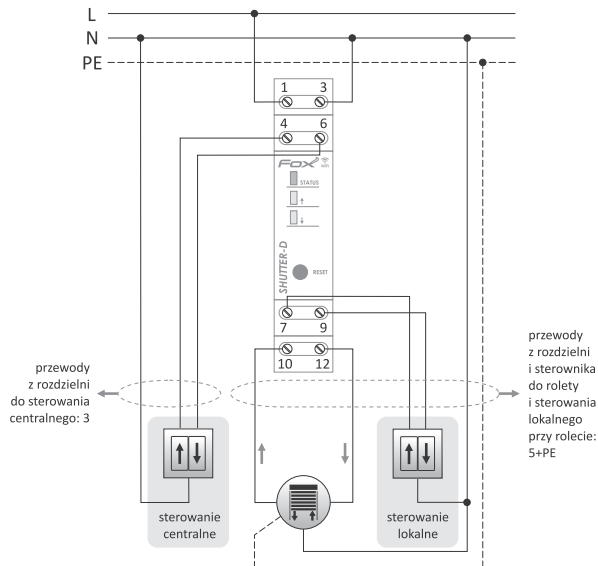 L
N
PE
1 3
4 6
Fox
wifi
STATUS
↑
↓
SHUTTER-D
RESET
7 9
10 12
przewody
z rozdzielni
do sterowania
centralnego: 3
przewody
z rozdzielni
i sterownika
do rolety
i sterowania
lokalnego
przy rolecie:
5+PE
sterowanie
centralne
sterowanie
lokalne